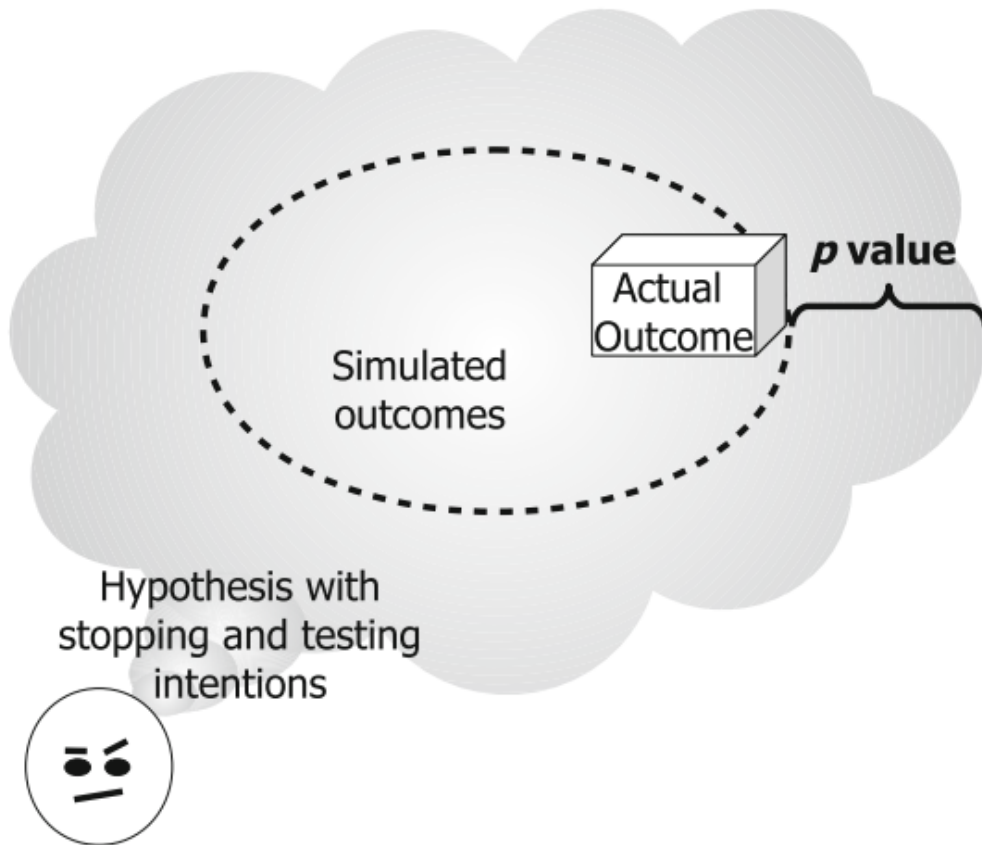 p value
Actual
Outcome
Simulated
outcomes
Hypothesis with
stopping and testing
intentions